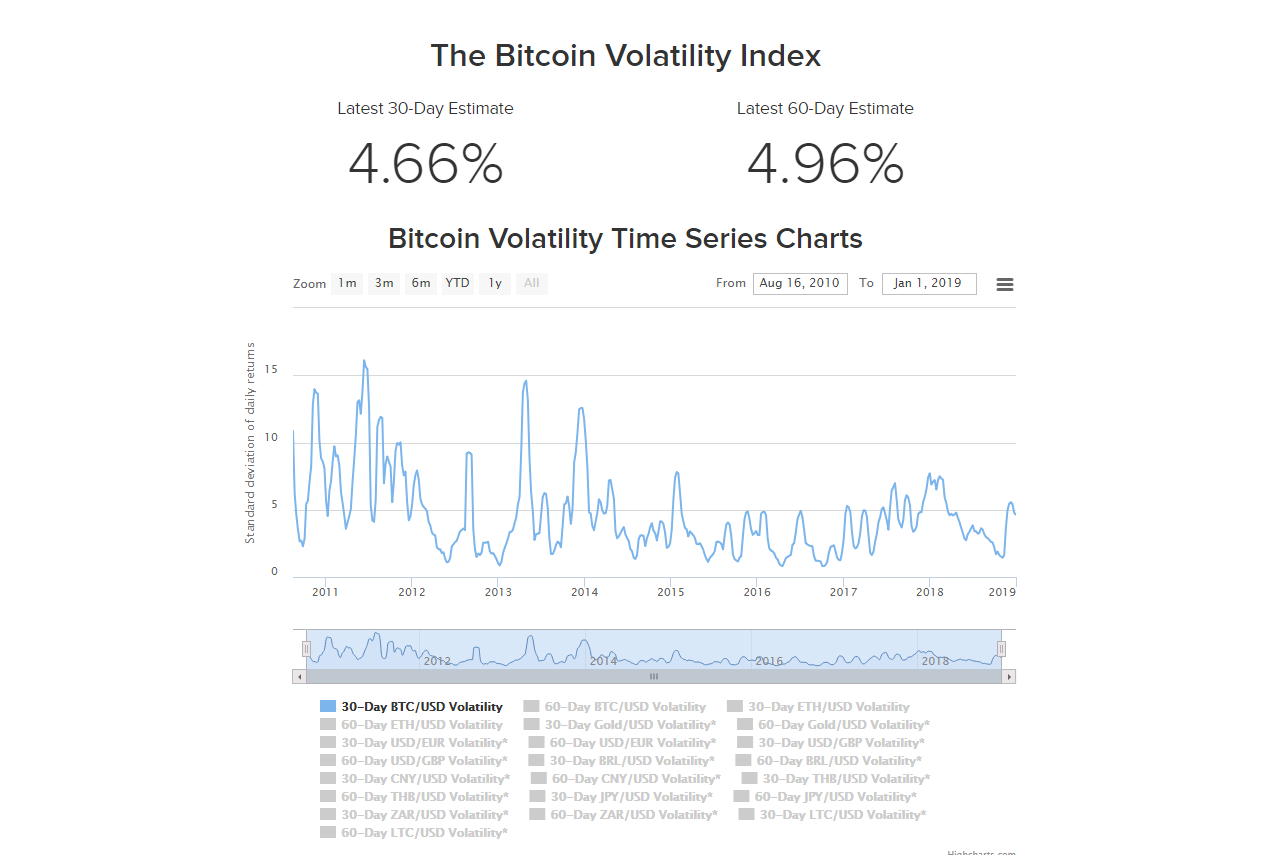 The Bitcoin Volatility Index
Latest 30-Day Estimate Latest 60-Day Estimate
4.66% 4.96%
Bitcoin Volatility Time Series Charts
Zoom 1m 3m 6m YTD 1y All From Aug 16, 2010 To Jan 1, 2019
Standard deviation of daily returns
15
10
5
0
2011 2012 2013 2014 2015 2016 2017 2018 2019
2012 2014 2016 2018
30-Day BTC/USD Volatility 60-Day BTC/USD Volatility 30-Day ETH/USD Volatility
60-Day ETH/USD Volatility 30-Day Gold/USD Volatility* 60-Day Gold/USD Volatility*
30-Day USD/EUR Volatility* 60-Day USD/EUR Volatility* 30-Day USD/GBP Volatility*
60-Day USD/GBP Volatility* 30-Day BRL/USD Volatility* 60-Day BRL/USD Volatility*
30-Day CNY/USD Volatility* 60-Day CNY/USD Volatility* 30-Day THB/USD Volatility*
60-Day THB/USD Volatility* 30-Day JPY/USD Volatility* 60-Day JPY/USD Volatility*
30-Day ZAR/USD Volatility* 60-Day ZAR/USD Volatility* 30-Day LTC/USD Volatility*
60-Day LTC/USD Volatility*
Highcharts.com